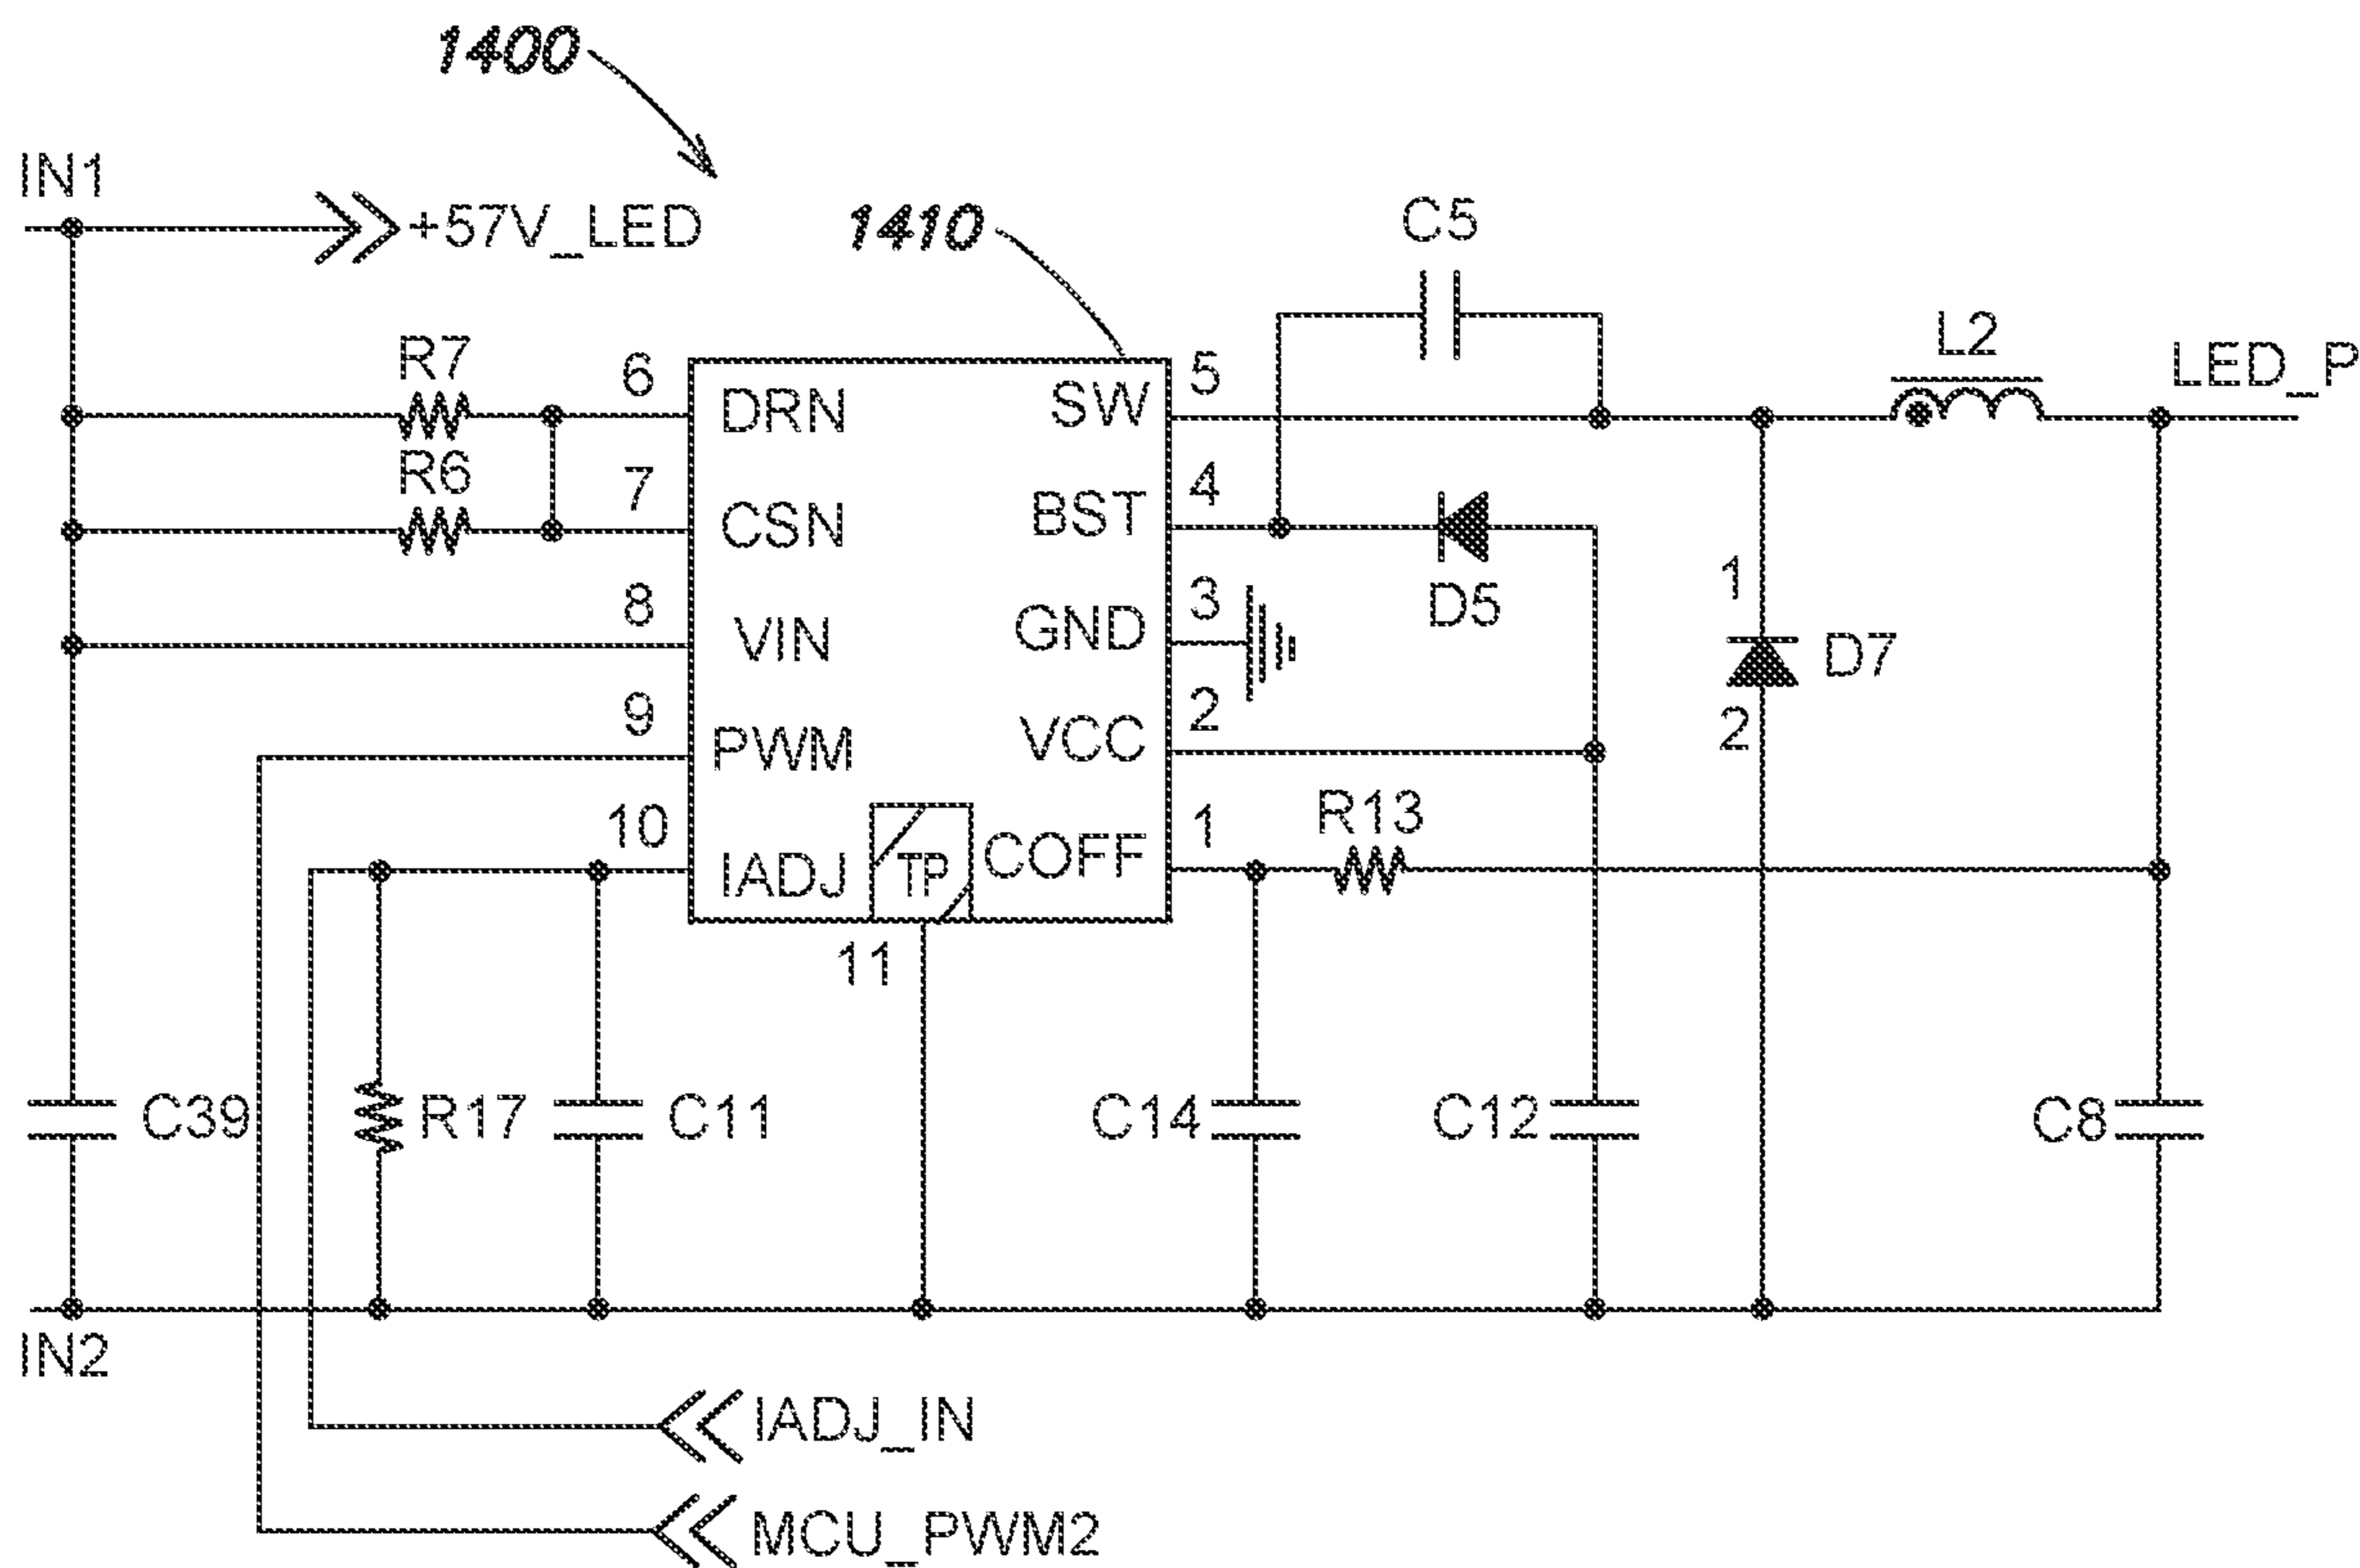 1400
IN1
+57V_LED
1410
C5
R7
6
DRN
SW
5
L2
LED_P
R6
7
CSN
BST
4
D5
8
VIN
GND
3
1
D7
2
9
PWM
VCC
2
10
IADJ
TP
COFF
1
R13
11
C39
R17
C11
C14
C12
C8
IN2
IADJ_IN
MCU_PWM2